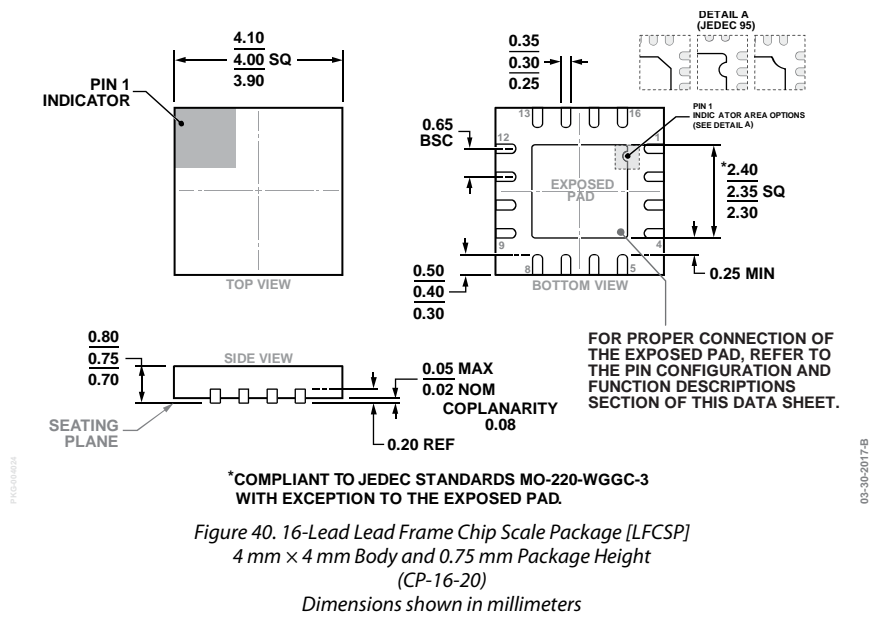 DETAIL A
(JEDEC 95)
4.10
4.00 SQ
3.90
0.35
0.30
0.25
PIN 1
INDICATOR
PIN 1
INDIC ATOR AREA OPTIONS
(SEE DETAIL A)
13
16
0.65
BSC
12
1
*2.40
2.35 SQ
2.30
EXPOSED
PAD
9
4
0.25 MIN
8
5
TOP VIEW
BOTTOM VIEW
0.50
0.40
0.30
0.80
0.75
0.70
SIDE VIEW
0.05 MAX
0.02 NOM
COPLANARITY
0.08
0.20 REF
SEATING
PLANE
FOR PROPER CONNECTION OF
THE EXPOSED PAD, REFER TO
THE PIN CONFIGURATION AND
FUNCTION DESCRIPTIONS
SECTION OF THIS DATA SHEET.
*COMPLIANT TO JEDEC STANDARDS MO-220-WGGC-3
WITH EXCEPTION TO THE EXPOSED PAD.
PKG-004024
03-30-2017-B
Figure 40. 16-Lead Lead Frame Chip Scale Package [LFCSP]
4 mm × 4 mm Body and 0.75 mm Package Height
(CP-16-20)
Dimensions shown in millimeters